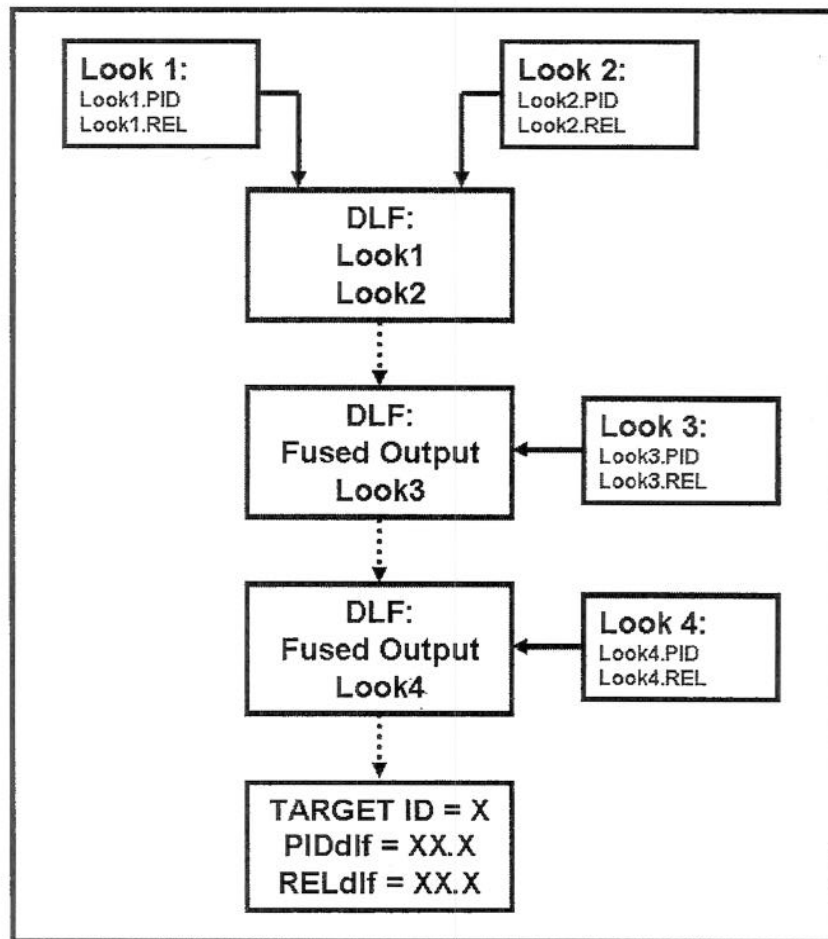 Look 1:
Look1.PID
Look1.REL
Look 2:
Look2.PID
Look2.REL
DLF:
Look1
Look2
DLF:
Fused Output
Look3
Look 3:
Look3.PID
Look3.REL
DLF:
Fused Output
Look4
Look 4:
Look4.PID
Look4.REL
TARGET ID = X
PIDdlf = XX.X
RELdlf = XX.X